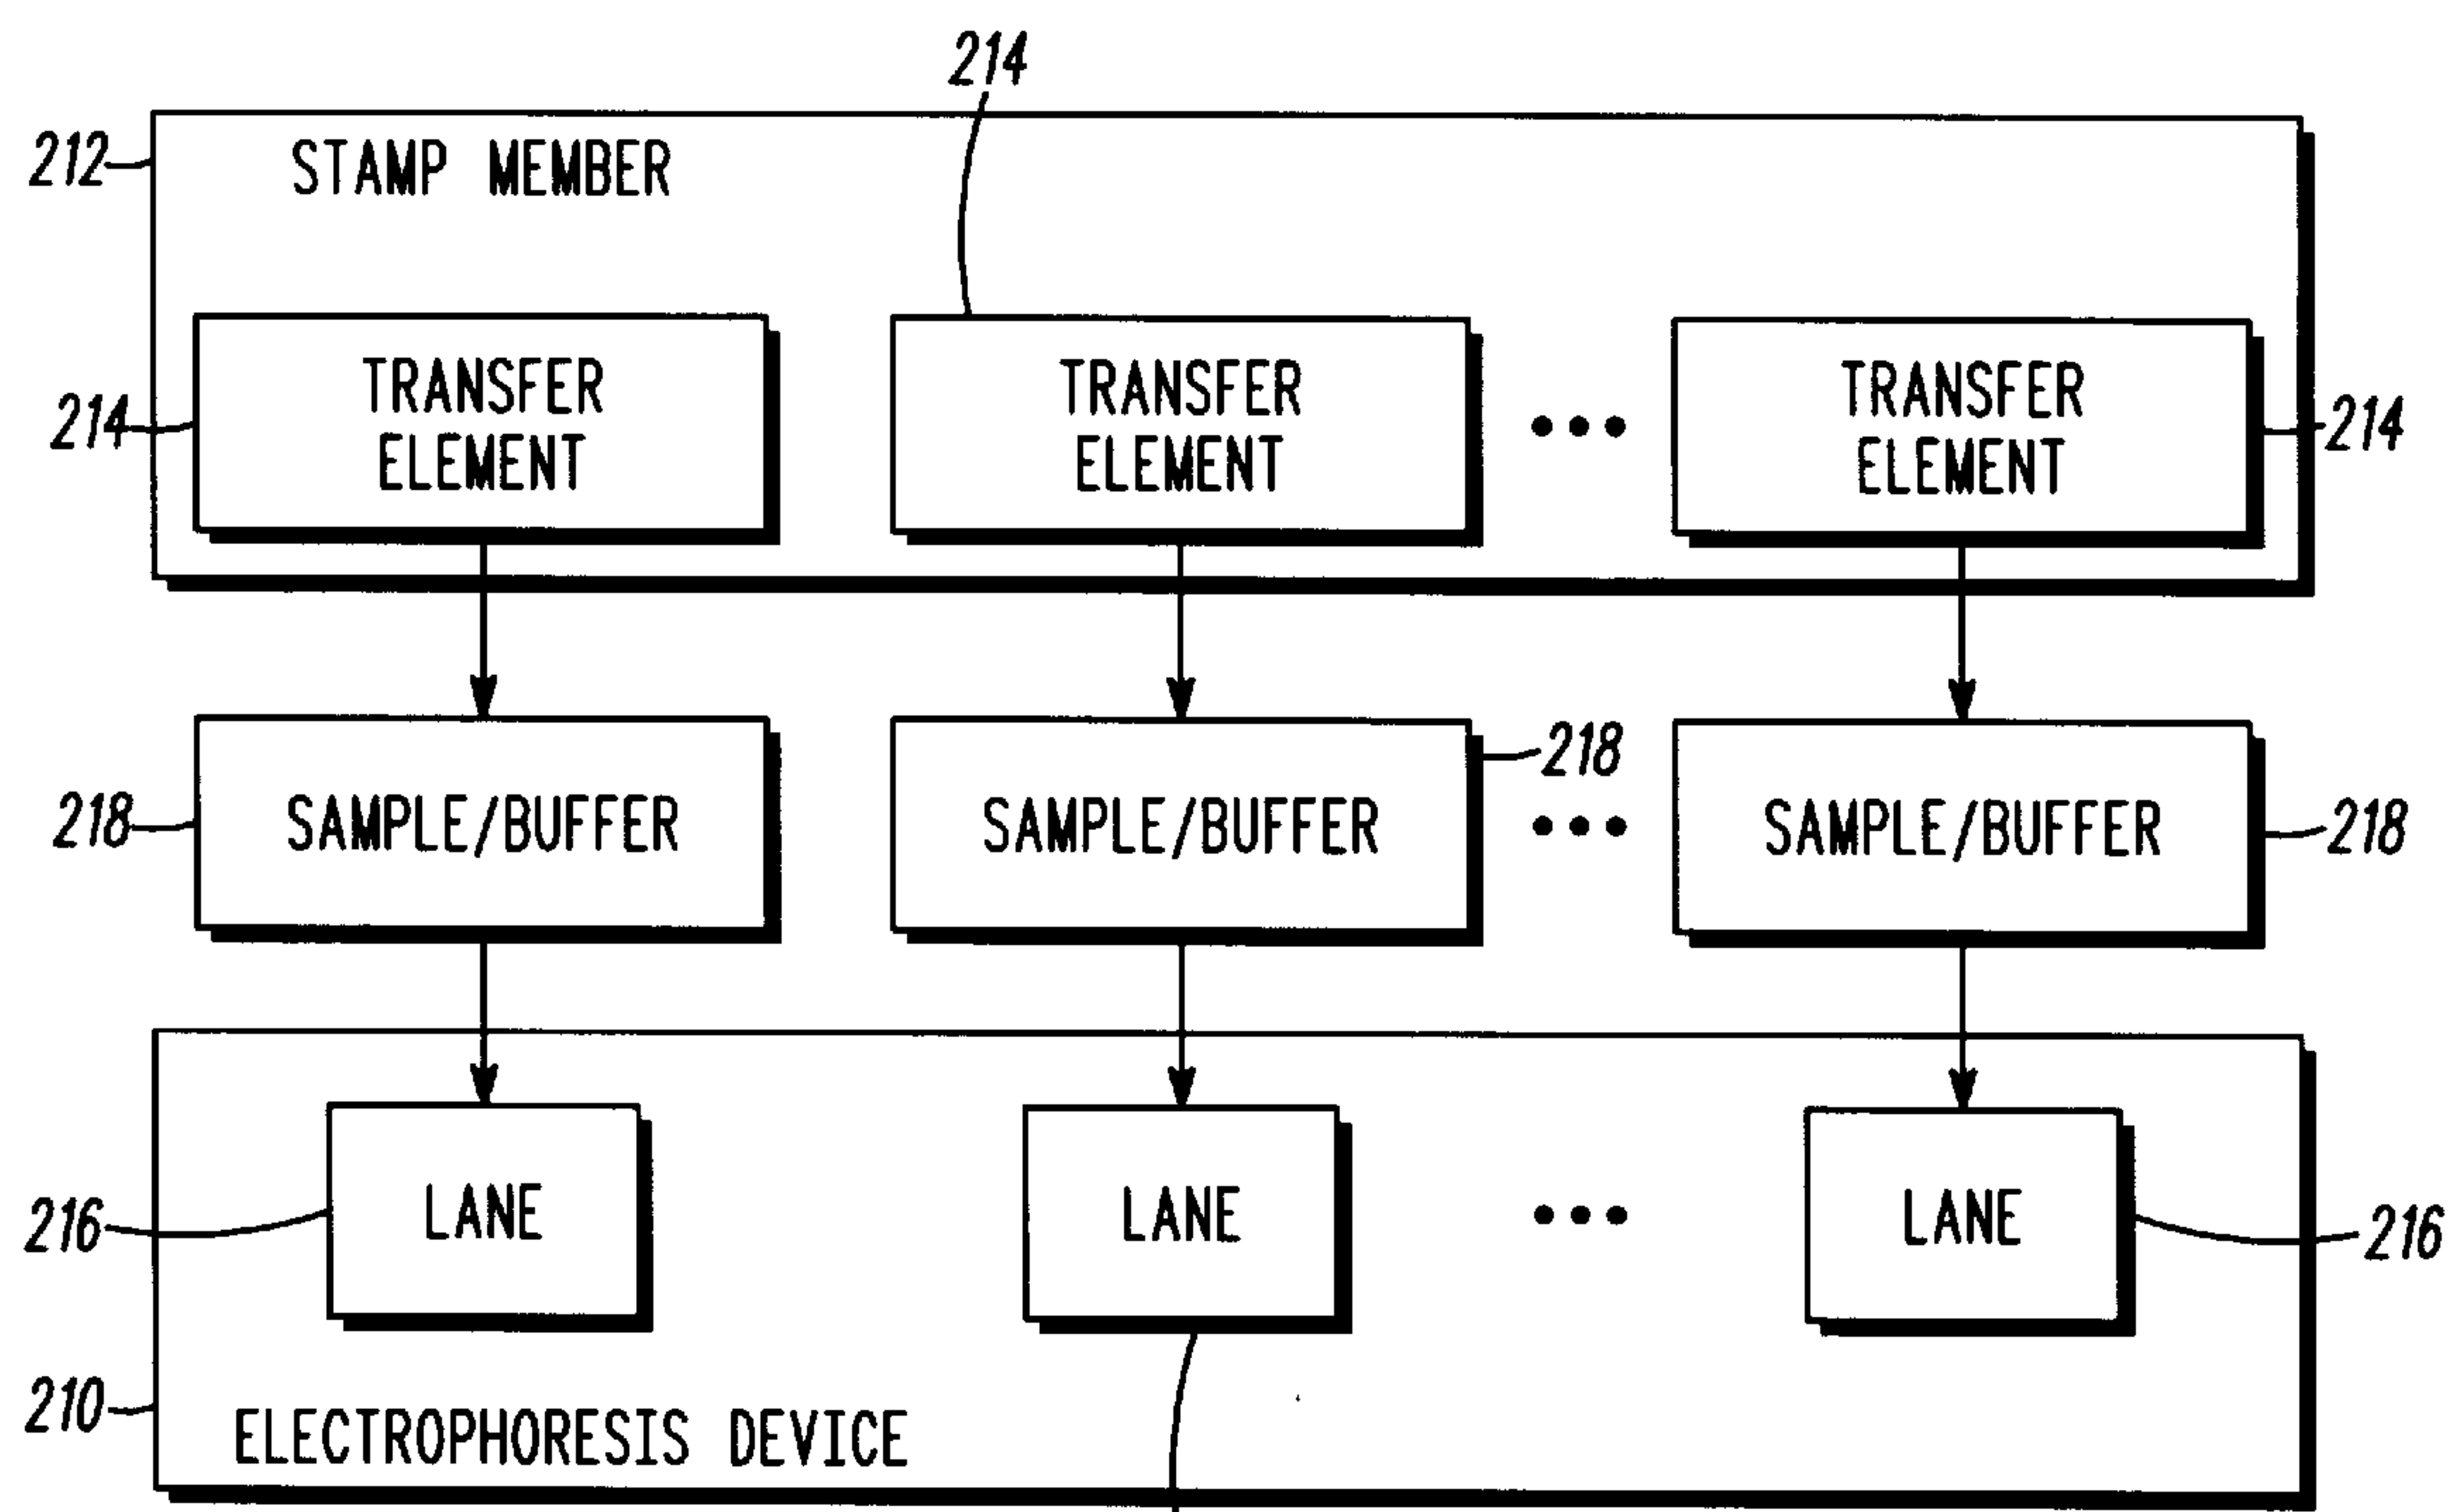 214
212
STAMP MEMBER
TRANSFER
ELEMENT
TRANSFER
ELEMENT
TRANSFER
ELEMENT
214
214
218
SAMPLE/BUFFER
SAMPLE/BUFFER
218
SAMPLE/BUFFER
218
LANE
LANE
LANE
216
216
210
ELECTROPHORESIS DEVICE